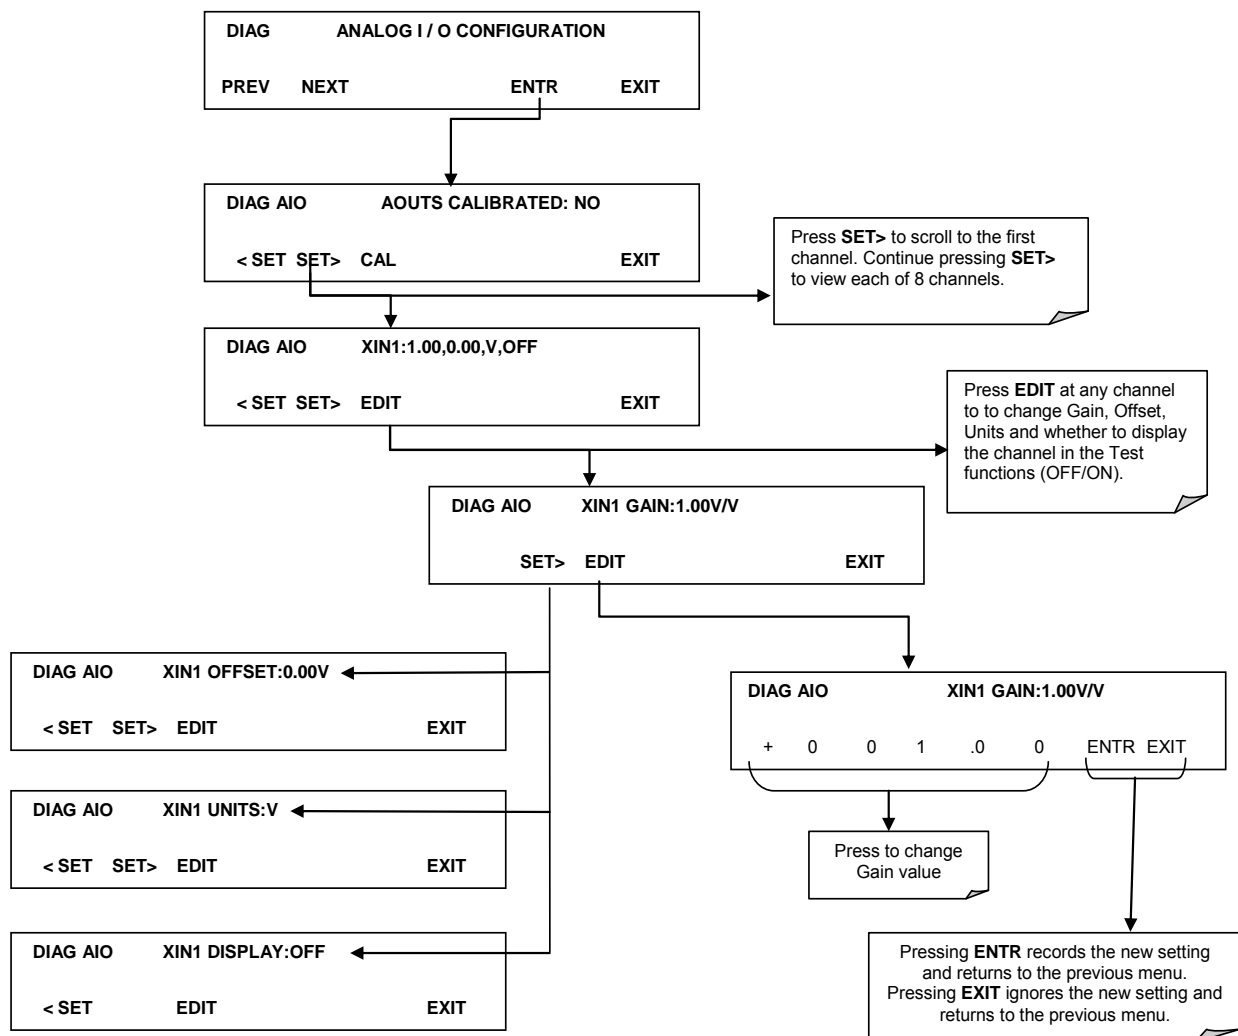 DIAG ANALOG I / O CONFIGURATION
PREV NEXT ENTR EXIT
DIAG AIO AOUTS CALIBRATED: NO
< SET SET> CAL EXIT
Press SET> to scroll to the first
channel. Continue pressing SET>
to view each of 8 channels.
DIAG AIO XIN1:1.00,0.00,V,OFF
< SET SET> EDIT EXIT
Press EDIT at any channel
to to change Gain, Offset,
Units and whether to display
the channel in the Test
functions (OFF/ON).
DIAG AIO XIN1 GAIN:1.00V/V
SET> EDIT EXIT
DIAG AIO XIN1 OFFSET:0.00V
< SET SET> EDIT EXIT
DIAG AIO XIN1 UNITS:V
< SET SET> EDIT EXIT
DIAG AIO XIN1 DISPLAY:OFF
< SET EDIT EXIT
DIAG AIO XIN1 GAIN:1.00V/V
+ 0 0 1 .0 0 ENTR EXIT
Press to change
Gain value
Pressing ENTR records the new setting
and returns to the previous menu.
Pressing EXIT ignores the new setting and
returns to the previous menu.